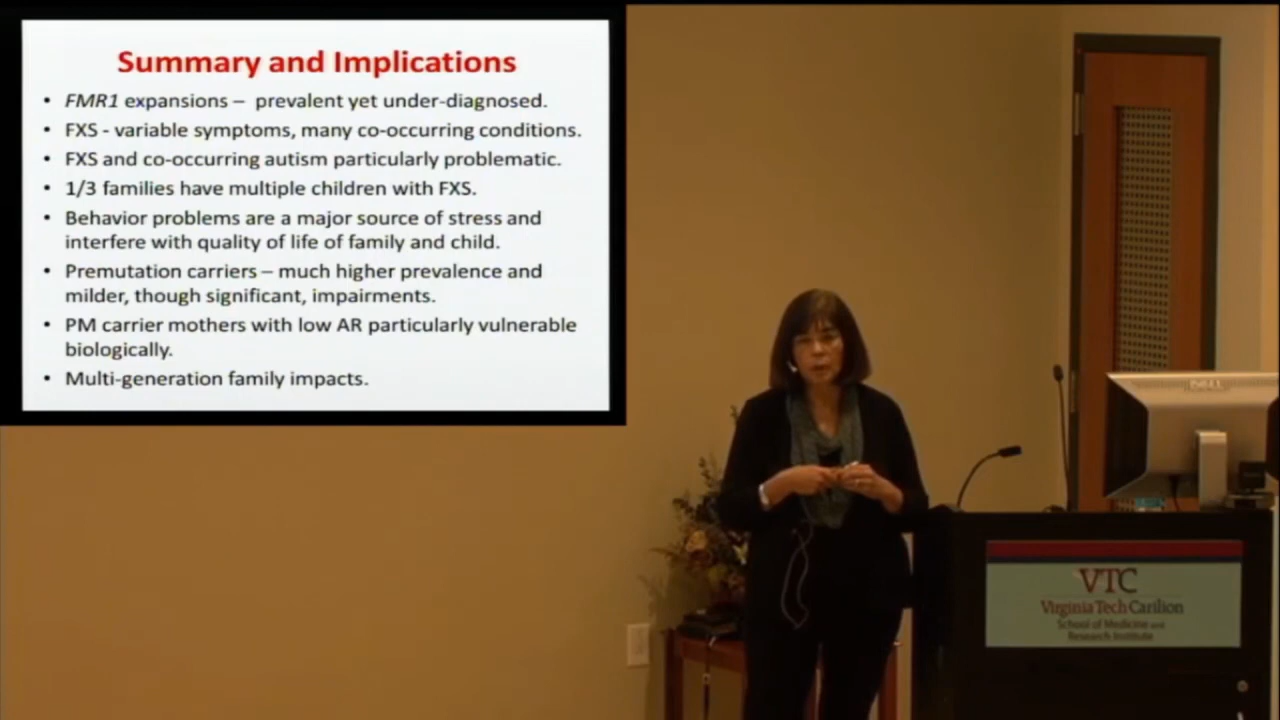 Summary and Implications
• FMR1 expansions – prevalent yet under-diagnosed.
• FXS - variable symptoms, many co-occurring conditions.
• FXS and co-occurring autism particularly problematic.
• 1/3 families have multiple children with FXS.
• Behavior problems are a major source of stress and
interfere with quality of life of family and child.
• Premutation carriers – much higher prevalence and
milder, though significant, impairments.
• PM carrier mothers with low AR particularly vulnerable
biologically.
• Multi-generation family impacts.
DELL
VTC
Virginia Tech Carilion
School of Medicine and
Research Institute